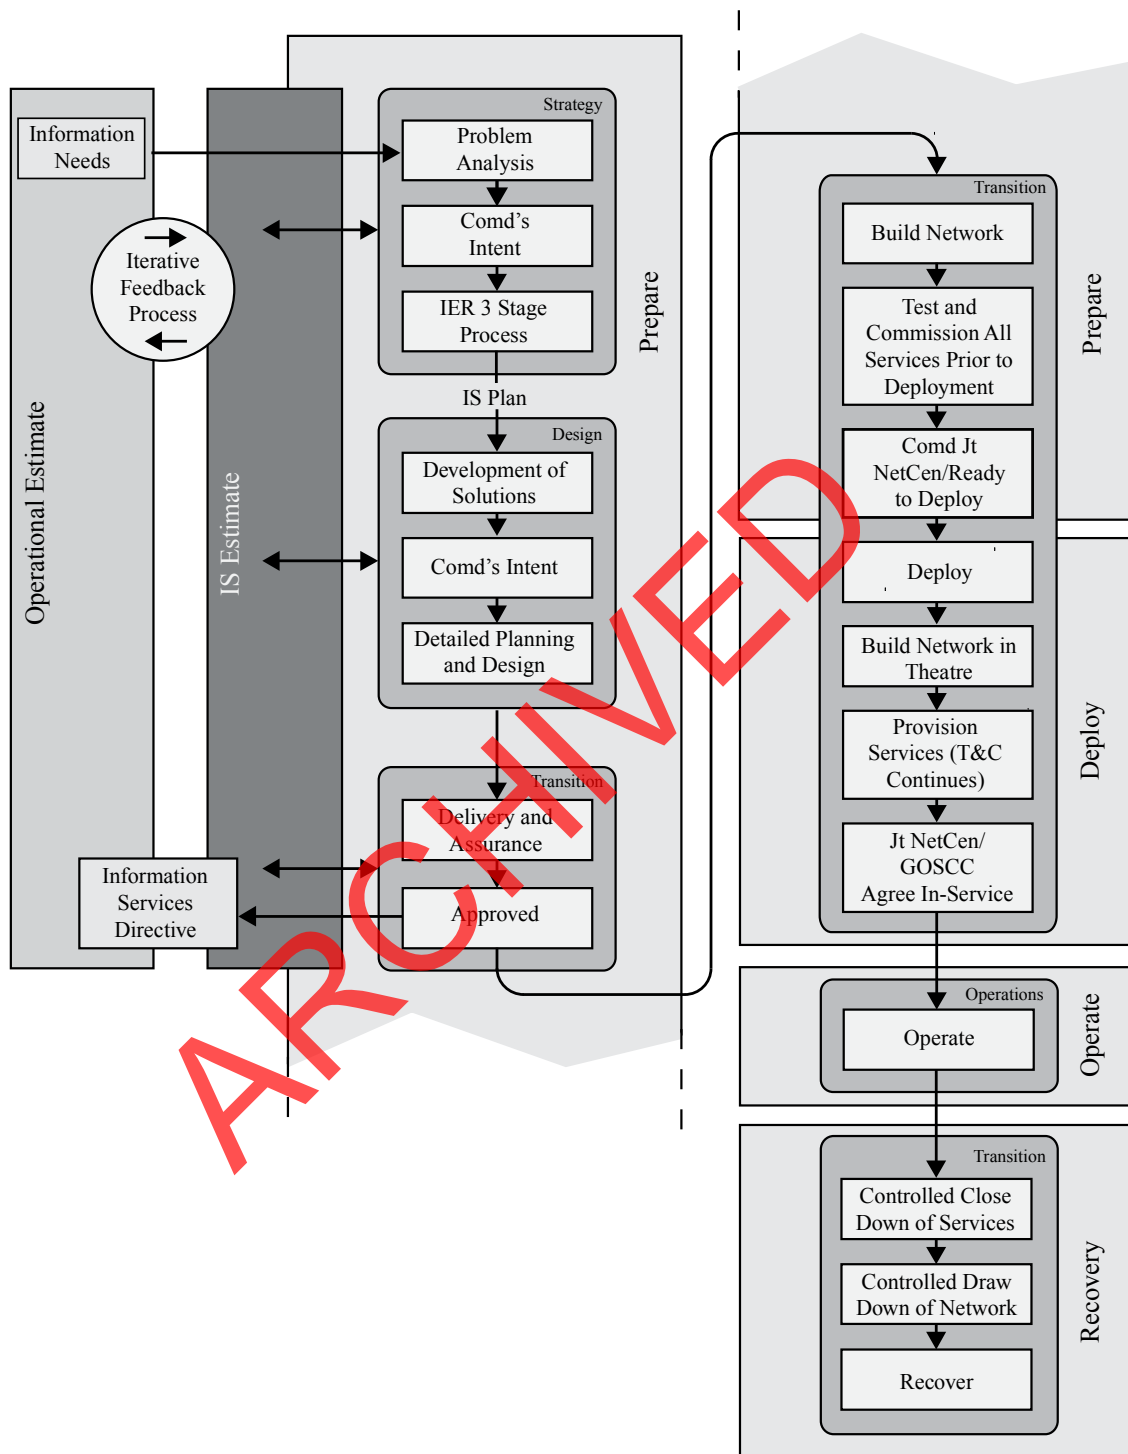 Operational Estimate
Information
Needs
Iterative
Feedback
Process
Information
Services
Directive
IS Estimate
Prepare
Strategy
Problem
Analysis
Comd's
Intent
IER 3 Stage
Process
IS Plan
Design
Development of
Solutions
Comd's Intent
Detailed Planning
and Design
Transition
Delivery and
Assurance
Approved
Prepare
Transition
Build Network
Test and
Commission All
Services Prior to
Deployment
Comd Jt
NetCen/Ready
to Deploy
Deploy
Deploy
Build Network in
Theatre
Provision
Services (T&C
Continues)
Jt NetCen/
GOSCC
Agree In-Service
Operate
Operations
Operate
Recovery
Transition
Controlled Close
Down of Services
Controlled Draw
Down of Network
Recover
ARCHIVED